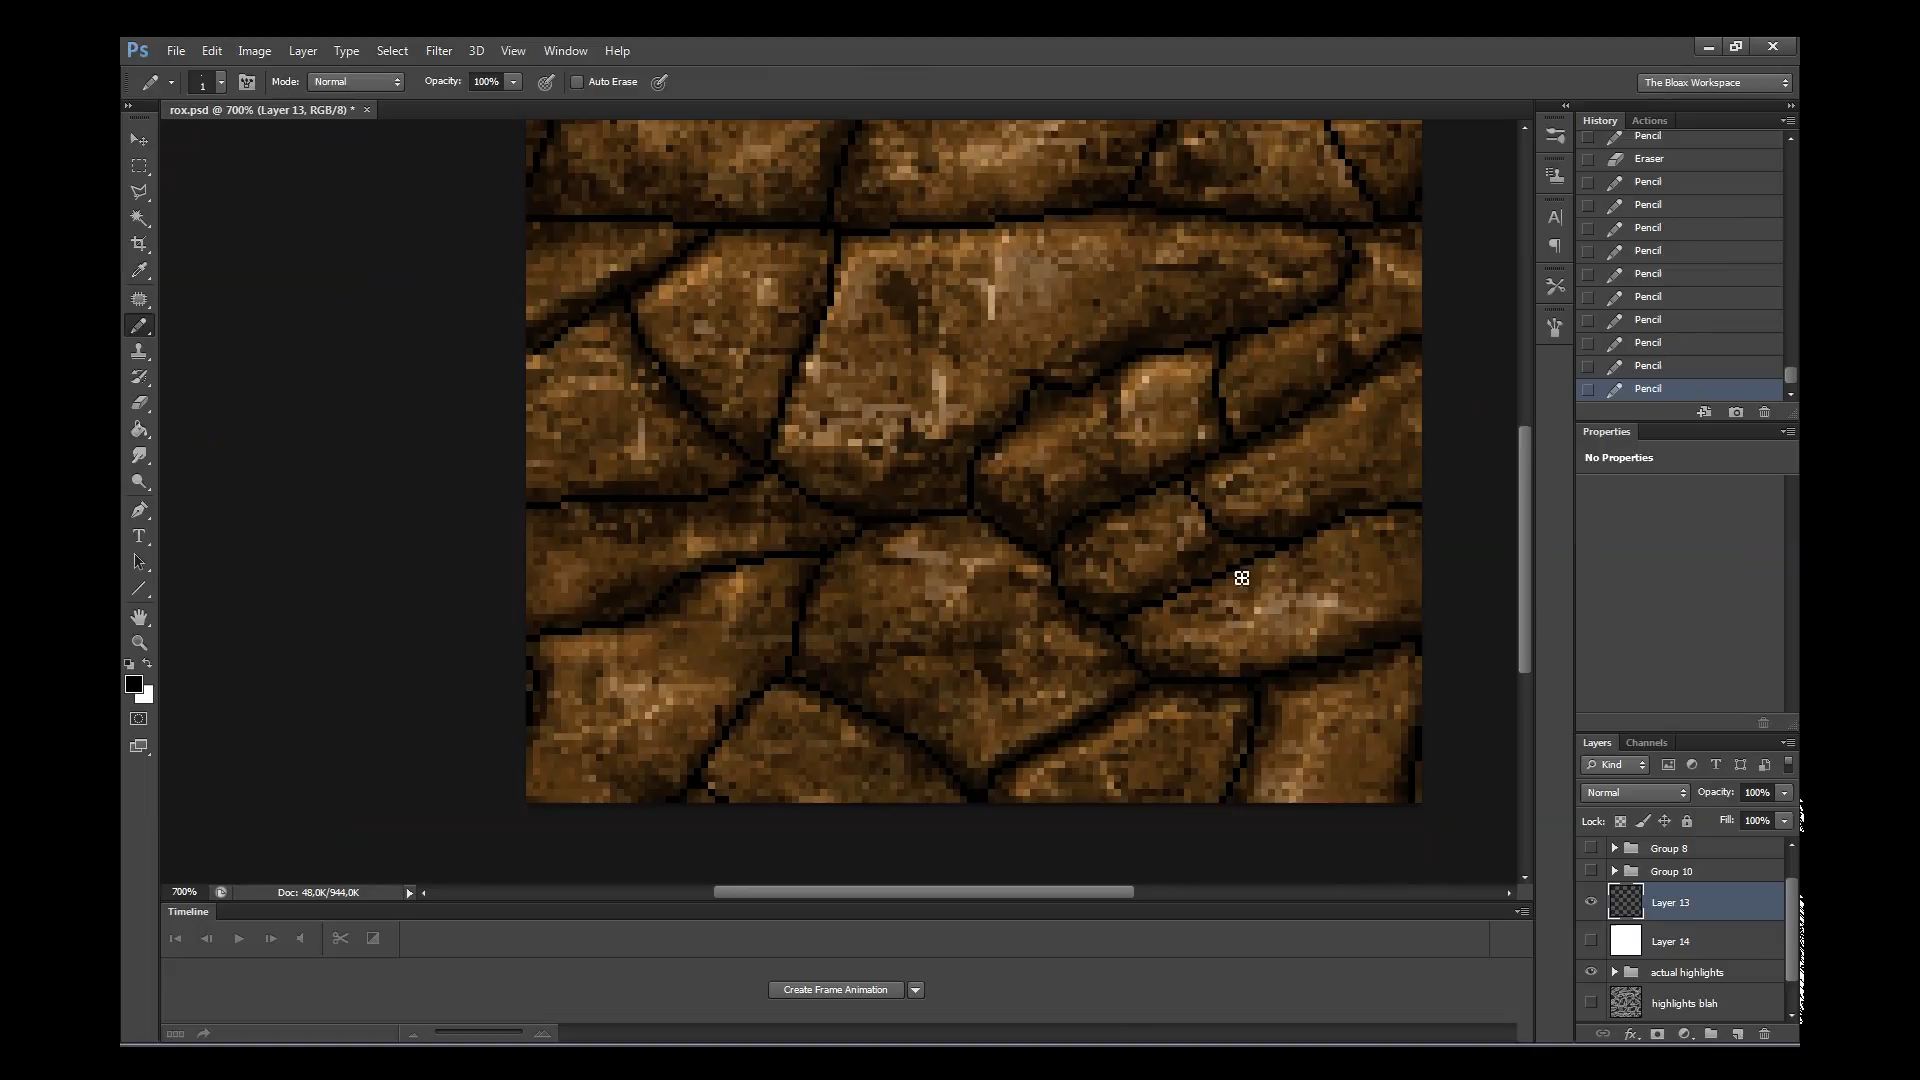 Ps File Edit Image Layer Type Select Filter 3D View Window Help
1 Mode: Normal Opacity: 100% Auto Erase The Bloax Workspace
rox.psd @ 700% (Layer 13, RGB/8) *
History Actions
Pencil
Eraser
Pencil
Pencil
Pencil
Pencil
Pencil
Pencil
Pencil
Pencil
Pencil
Pencil
Properties
No Properties
Layers Channels
Kind
Normal Opacity: 100%
Lock: Fill: 100%
Group 8
Group 10
Layer 13
Layer 14
actual highlights
highlights blah
700% Doc: 48,0K/944,0K
Timeline
Create Frame Animation